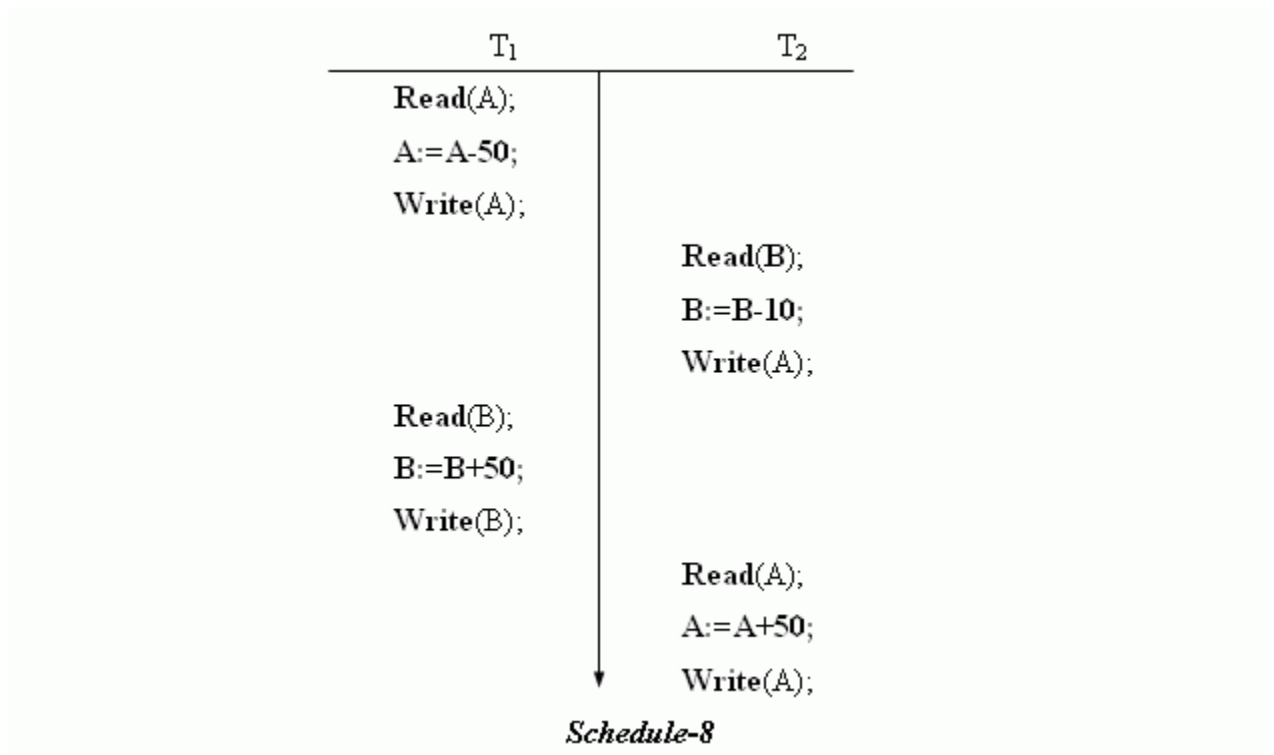 T1 T2
Read(A);
A:=A-50;
Write(A);
Read(B);
B:=B-10;
Write(A);
Read(B);
B:=B+50;
Write(B);
Read(A);
A:=A+50;
Write(A);
Schedule-8